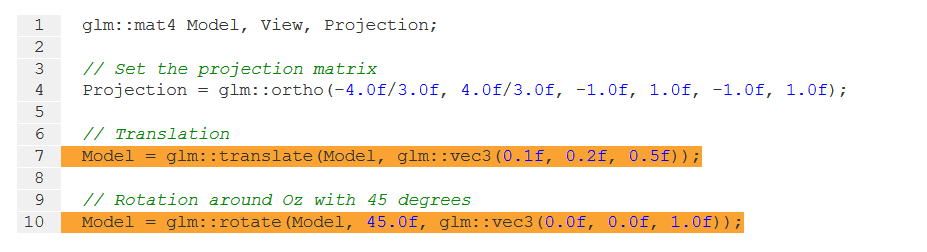 1 glm::mat4 Model, View, Projection;
2
3 // Set the projection matrix
4 Projection = glm::ortho(-4.0f/3.0f, 4.0f/3.0f, -1.0f, 1.0f, -1.0f, 1.0f);
5
6 // Translation
7 Model = glm::translate(Model, glm::vec3(0.1f, 0.2f, 0.5f));
8
9 // Rotation around Oz with 45 degrees
10 Model = glm::rotate(Model, 45.0f, glm::vec3(0.0f, 0.0f, 1.0f));